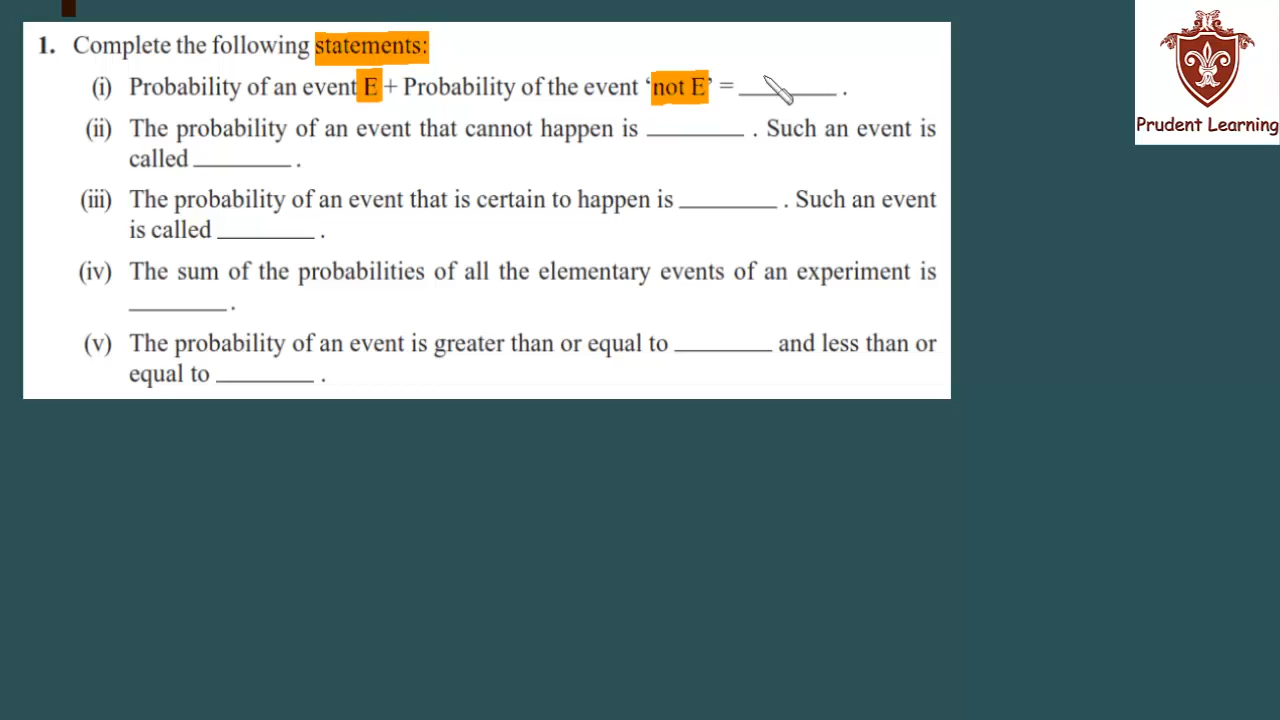 1. Complete the following statements:
(i) Probability of an event E + Probability of the event ‘not E’ = ________ .
(ii) The probability of an event that cannot happen is ________ . Such an event is
called ________ .
(iii) The probability of an event that is certain to happen is ________ . Such an event
is called ________ .
(iv) The sum of the probabilities of all the elementary events of an experiment is
________ .
(v) The probability of an event is greater than or equal to ________ and less than or
equal to ________ .
Prudent Learning